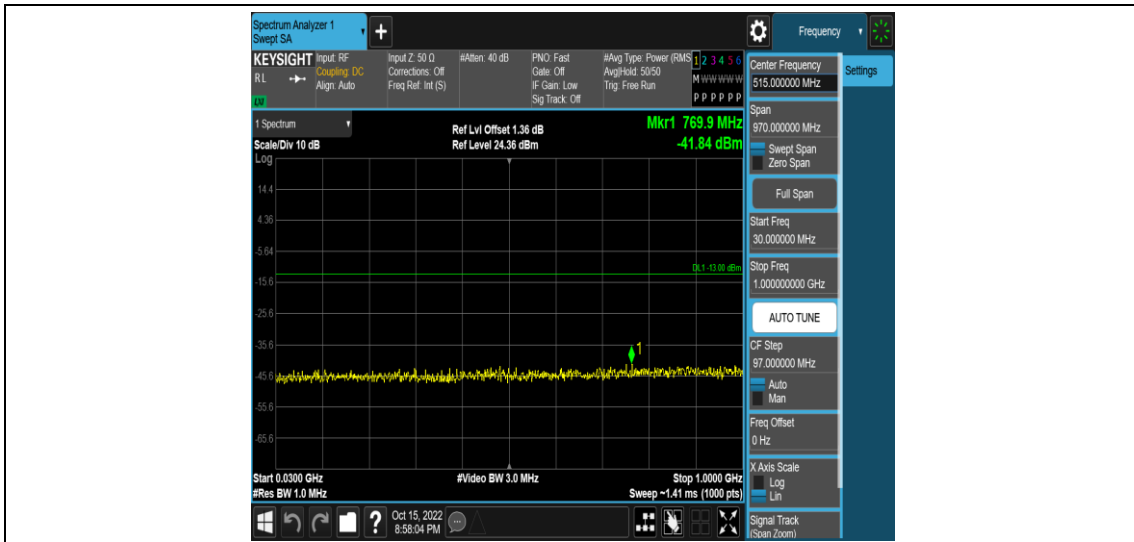 Spectrum Analyzer 1
Swept SA
+
Frequency
KEYSIGHT Input: RF Input Z: 50 Ω #Atten: 40 dB PNO: Fast #Avg Type: Power (RMS 1 2 3 4 5 6
RL Coupling: DC Corrections: Off Gate: Off Avg|Hold: 50/50 M W W W W W
Align: Auto Freq Ref: Int (S) IF Gain: Low Trig: Free Run
Sig Track: Off P P P P P P
LXI
1 Spectrum
Ref Lvl Offset 1.36 dB
Mkr1 769.9 MHz
Scale/Div 10 dB
Ref Level 24.36 dBm
-41.84 dBm
Log
14.4
4.36
-5.64
DL1 -13.00 dBm
-15.6
-25.6
-35.6
1
-45.6
-55.6
-65.6
Start 0.0300 GHz #Video BW 3.0 MHz Stop 1.0000 GHz
#Res BW 1.0 MHz Sweep ~1.41 ms (1000 pts)
?
Oct 15, 2022
8:58:04 PM
Center Frequency
515.000000 MHz
Settings
Span
970.000000 MHz
Swept Span
Zero Span
Full Span
Start Freq
30.000000 MHz
Stop Freq
1.000000000 GHz
AUTO TUNE
CF Step
97.000000 MHz
Auto
Man
Freq Offset
0 Hz
X Axis Scale
Log
Lin
Signal Track
(Span Zoom)